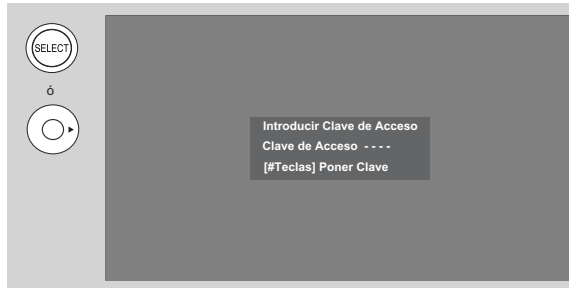 SELECT
ó
Introducir Clave de Acceso
Clave de Acceso - - - -
[#Teclas] Poner Clave